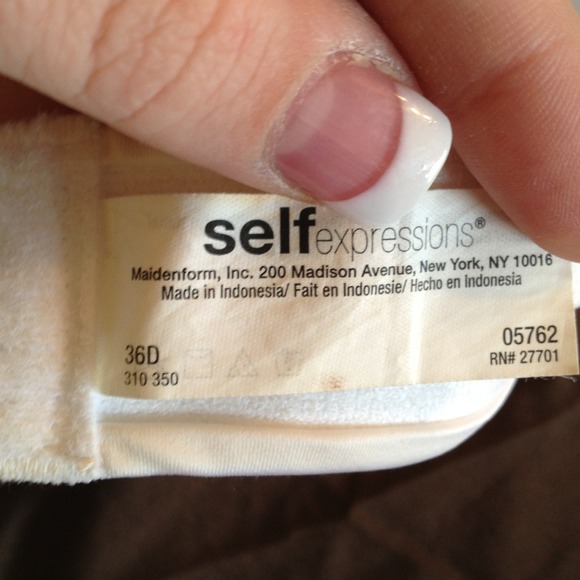 selfexpressions®
Maidenform, Inc. 200 Madison Avenue, New York, NY 10016
Made in Indonesia/ Fait en Indonesie/ Hecho en Indonesia
36D
310 350
05762
RN# 27701